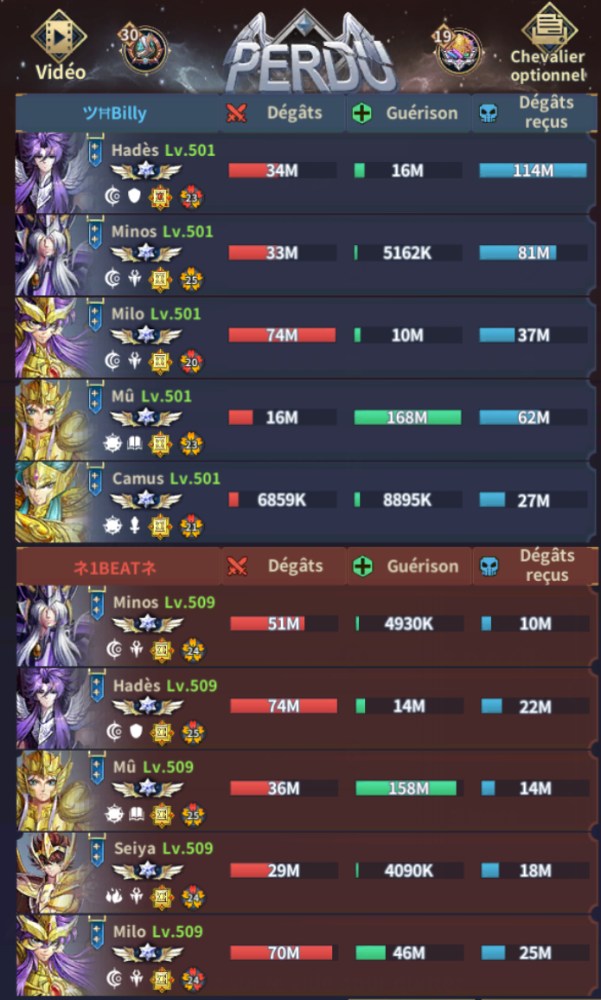 30
19
PERDU
Vidéo
Chevalier
optionnel
ツ卄Billy
Dégâts
Guérison
Dégâts
reçus
Hadès Lv.501
34M
16M
114M
23
Minos Lv.501
33M
5162K
81M
25
Milo Lv.501
74M
10M
37M
20
Mû Lv.501
16M
168M
62M
23
Camus Lv.501
6859K
8895K
27M
21
ネ1BEATネ
Dégâts
Guérison
Dégâts
reçus
Minos Lv.509
51M
4930K
10M
24
Hadès Lv.509
74M
14M
22M
25
Mû Lv.509
36M
158M
14M
25
Seiya Lv.509
29M
4090K
18M
24
Milo Lv.509
70M
46M
25M
24